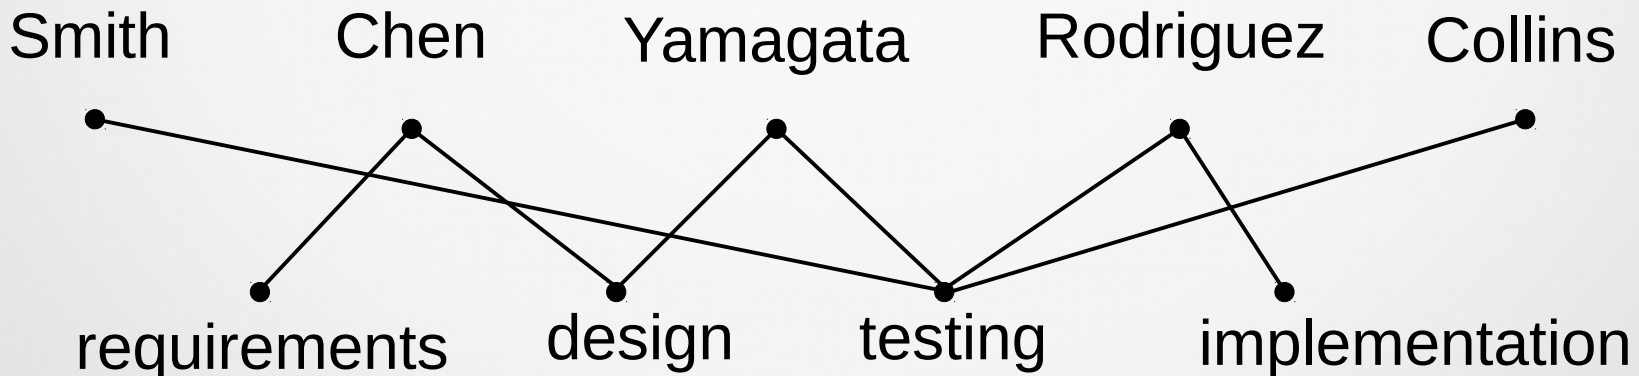 Smith Chen Yamagata Rodriguez Collins
requirements design testing implementation